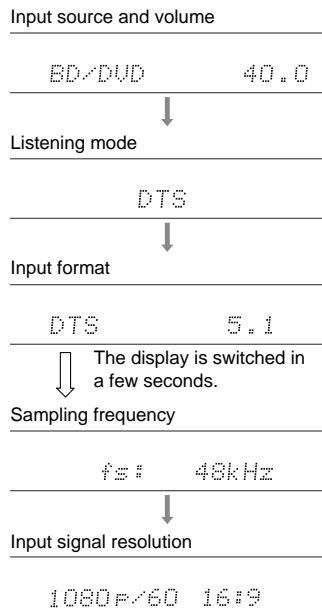 Input source and volume
BD/DVD 40.0
Listening mode
DTS
Input format
DTS 5.1
The display is switched in
a few seconds.
Sampling frequency
fs: 48kHz
Input signal resolution
1080p/60 16:9